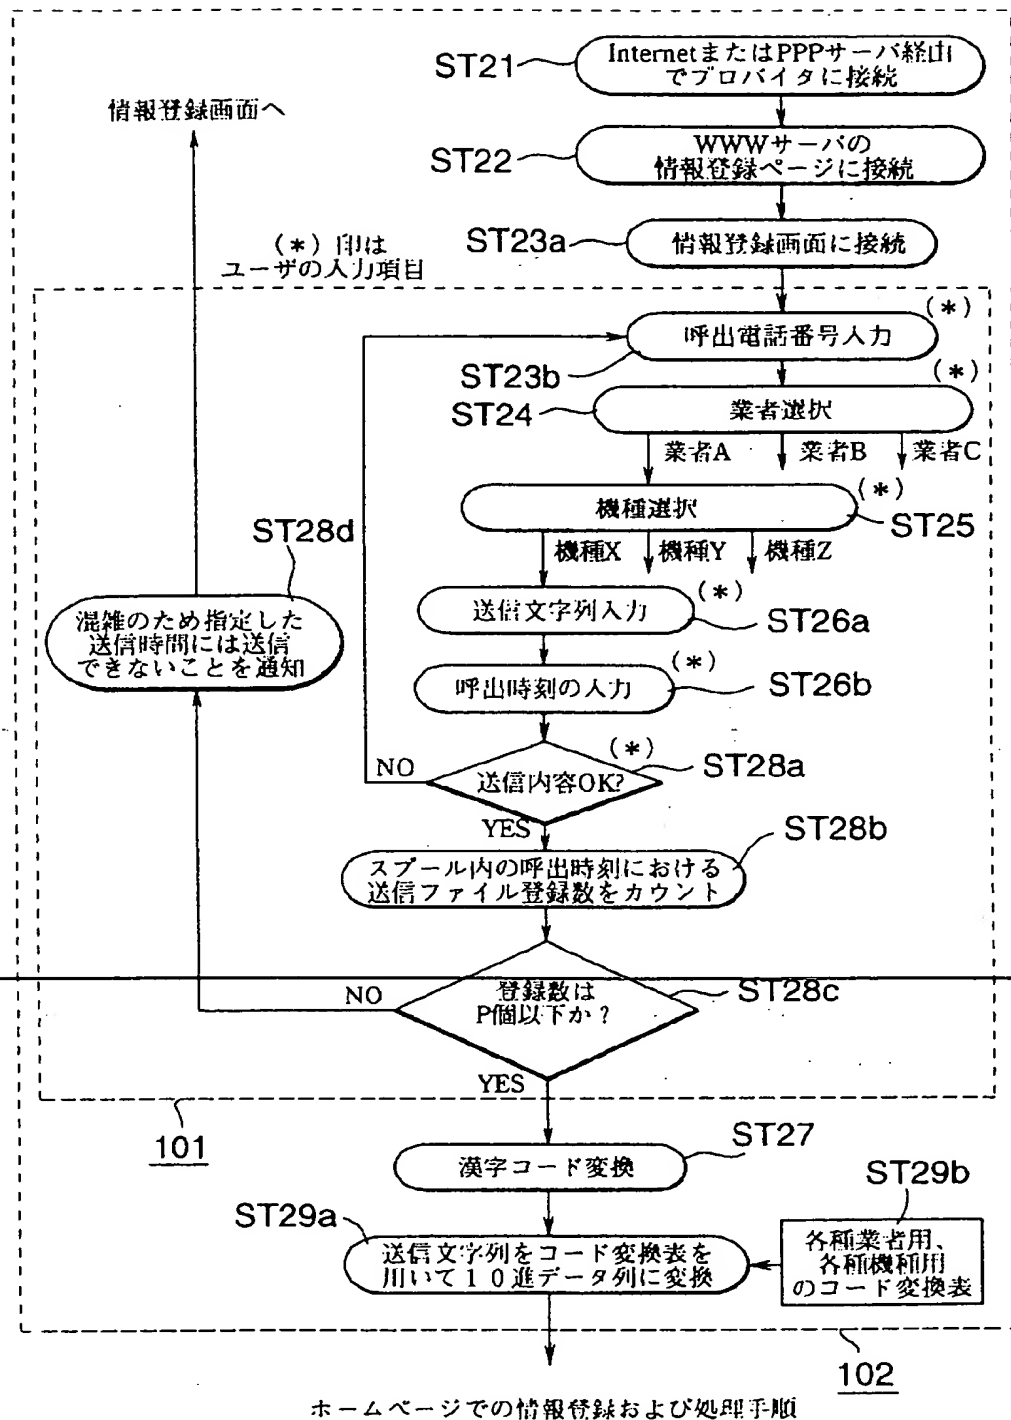 ST21
InternetまたはPPPサーバ経由
でプロバイダに接続
情報登録画面へ
ST22
WWWサーバの
情報登録ページに接続
ST23a
情報登録画面に接続
(*)印は
ユーザの入力項目
(*)
呼出電話番号入力
ST23b
(*)
ST24
業者選択
業者A
業者B
業者C
(*)
機種選択
ST25
機種X
機種Y
機種Z
ST28d
混雑のため指定した
送信時間には送信
できないことを通知
(*)
送信文字列入力
ST26a
(*)
呼出時刻の入力
ST26b
(*)
NO
送信内容OK?
ST28a
YES
ST28b
スプール内の呼出時刻における
送信ファイル登録数をカウント
NO
登録数は
P個以下か?
ST28c
YES
101
ST27
漢字コード変換
ST29b
ST29a
送信文字列をコード変換表を
用いて10進データ列に変換
各種業者用、
各種機種用
のコード変換表
102
ホームページでの情報登録および処理手順